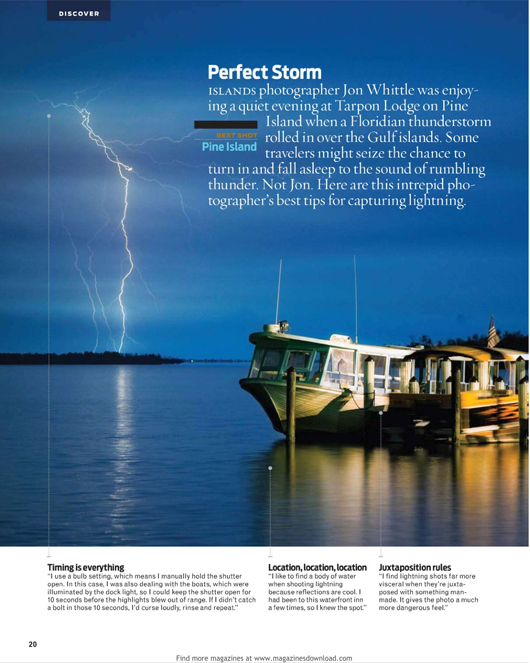 DISCOVER
Perfect Storm
ISLANDS photographer Jon Whittle was enjoy-
ing a quiet evening at Tarpon Lodge on Pine
Island when a Floridian thunderstorm
rolled in over the Gulf islands. Some
travelers might seize the chance to
turn in and fall asleep to the sound of rumbling
thunder. Not Jon. Here are this intrepid pho-
tographer's best tips for capturing lightning.
BEST SHOT
Pine Island
Timing is everything
"I use a bulb setting, which means I manually hold the shutter
open. In this case, I was also dealing with the boats, which were
illuminated by the dock light, so I could keep the shutter open for
10 seconds before the highlights blew out of range. If I didn't catch
a bolt in those 10 seconds, I'd curse loudly, rinse and repeat."
Location, location, location
"I like to find a body of water
when shooting lightning
because reflections are cool. I
had been to this waterfront inn
a few times, so I knew the spot."
Juxtaposition rules
"I find lightning shots far more
visceral when they're juxta-
posed with something man-
made. It gives the photo a much
more dangerous feel."
20
Find more magazines at www.magazinesdownload.com